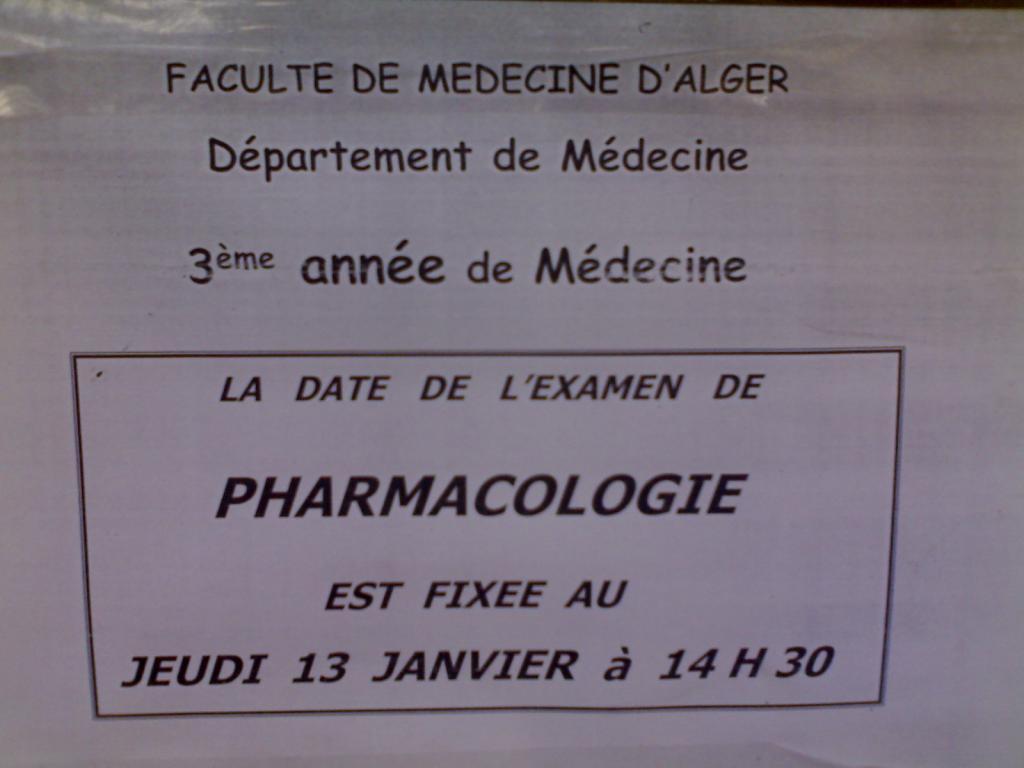 FACULTE DE MEDECINE D'ALGER
Département de Médecine
3ème année de Médecine
LA DATE DE L'EXAMEN DE
PHARMACOLOGIE
EST FIXEE AU
JEUDI 13 JANVIER à 14 H 30